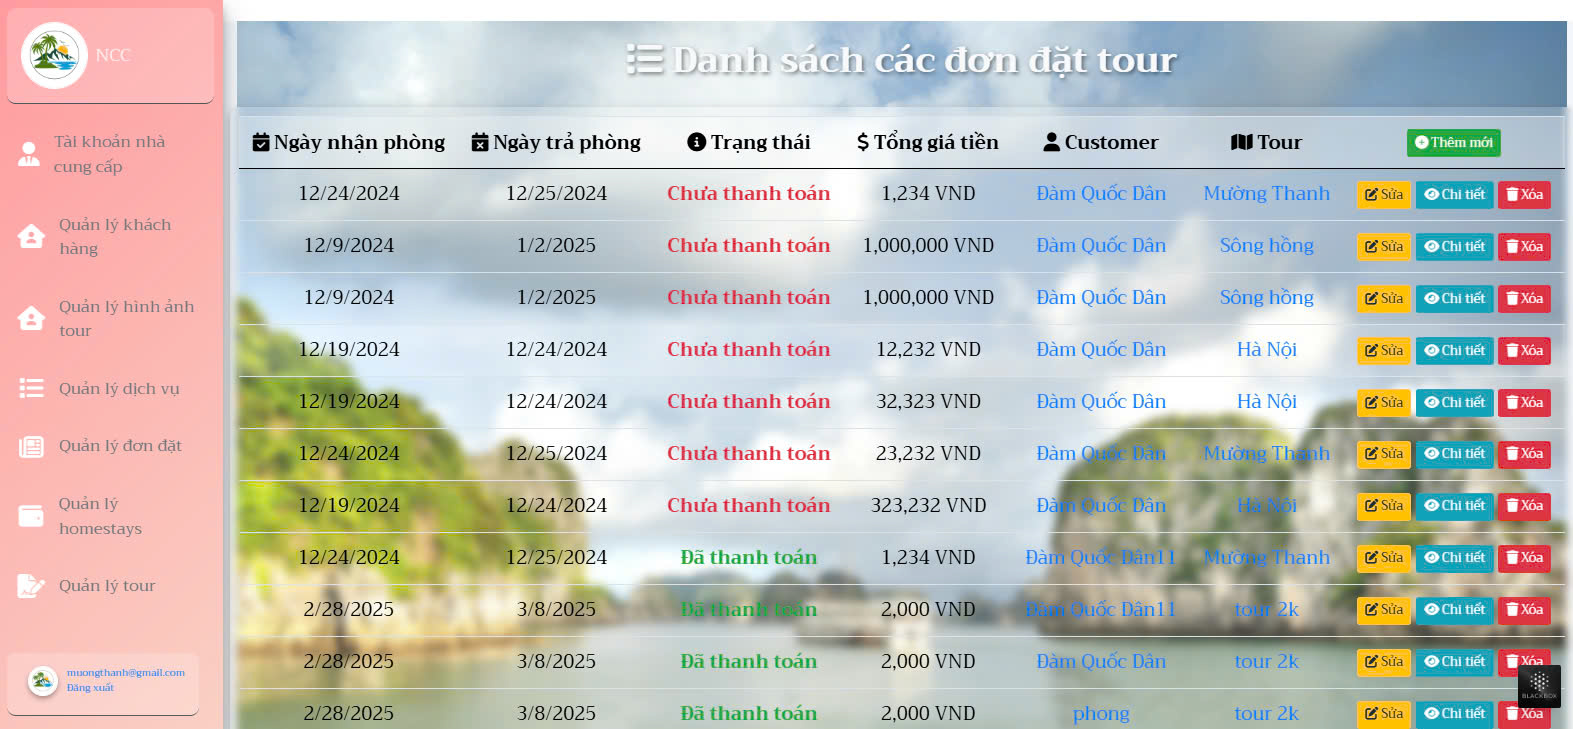 NCC
Tài khoản nhà
cung cấp
Quản lý khách
hàng
Quản lý hình ảnh
tour
Quản lý dịch vụ
Quản lý đơn đặt
Quản lý
homestays
Quản lý tour
muongthanh@gmail.com
Đăng xuất
Danh sách các đơn đặt tour
Ngày nhận phòng Ngày trả phòng Trạng thái Tổng giá tiền Customer Tour Thêm mới
12/24/2024 12/25/2024 Chưa thanh toán 1,234 VND Đàm Quốc Dân Mường Thanh Sửa Chi tiết Xóa
12/9/2024 1/2/2025 Chưa thanh toán 1,000,000 VND Đàm Quốc Dân Sông hồng Sửa Chi tiết Xóa
12/9/2024 1/2/2025 Chưa thanh toán 1,000,000 VND Đàm Quốc Dân Sông hồng Sửa Chi tiết Xóa
12/19/2024 12/24/2024 Chưa thanh toán 12,232 VND Đàm Quốc Dân Hà Nội Sửa Chi tiết Xóa
12/19/2024 12/24/2024 Chưa thanh toán 32,323 VND Đàm Quốc Dân Hà Nội Sửa Chi tiết Xóa
12/24/2024 12/25/2024 Chưa thanh toán 23,232 VND Đàm Quốc Dân Mường Thanh Sửa Chi tiết Xóa
12/19/2024 12/24/2024 Chưa thanh toán 323,232 VND Đàm Quốc Dân Hà Nội Sửa Chi tiết Xóa
12/24/2024 12/25/2024 Đã thanh toán 1,234 VND Đàm Quốc Dân11 Mường Thanh Sửa Chi tiết Xóa
2/28/2025 3/8/2025 Đã thanh toán 2,000 VND Đàm Quốc Dân11 tour 2k Sửa Chi tiết Xóa
2/28/2025 3/8/2025 Đã thanh toán 2,000 VND Đàm Quốc Dân tour 2k Sửa Chi tiết Xóa
2/28/2025 3/8/2025 Đã thanh toán 2,000 VND phong tour 2k Sửa Chi tiết Xóa
BLACKBOX